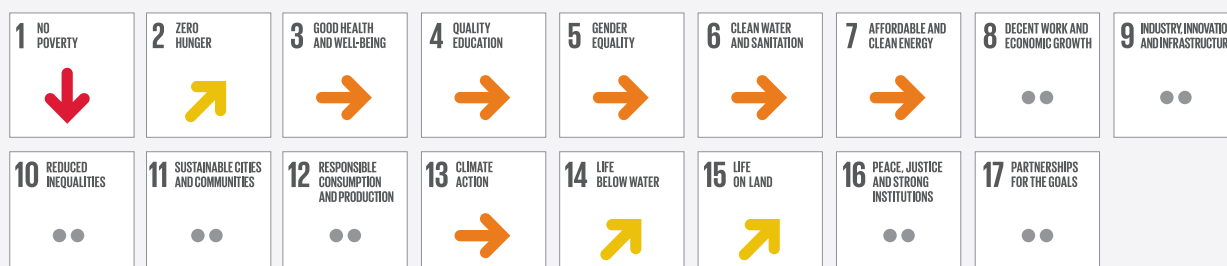 1 NO
POVERTY
2 ZERO
HUNGER
3 GOOD HEALTH
AND WELL-BEING
4 QUALITY
EDUCATION
5 GENDER
EQUALITY
6 CLEAN WATER
AND SANITATION
7 AFFORDABLE AND
CLEAN ENERGY
8 DECENT WORK AND
ECONOMIC GROWTH
9 INDUSTRY, INNOVATIO
AND INFRASTRUCTUR
10 REDUCED
INEQUALITIES
11 SUSTAINABLE CITIES
AND COMMUNITIES
12 RESPONSIBLE
CONSUMPTION
AND PRODUCTION
13 CLIMATE
ACTION
14 LIFE
BELOW WATER
15 LIFE
ON LAND
16 PEACE, JUSTICE
AND STRONG
INSTITUTIONS
17 PARTNERSHIPS
FOR THE GOALS